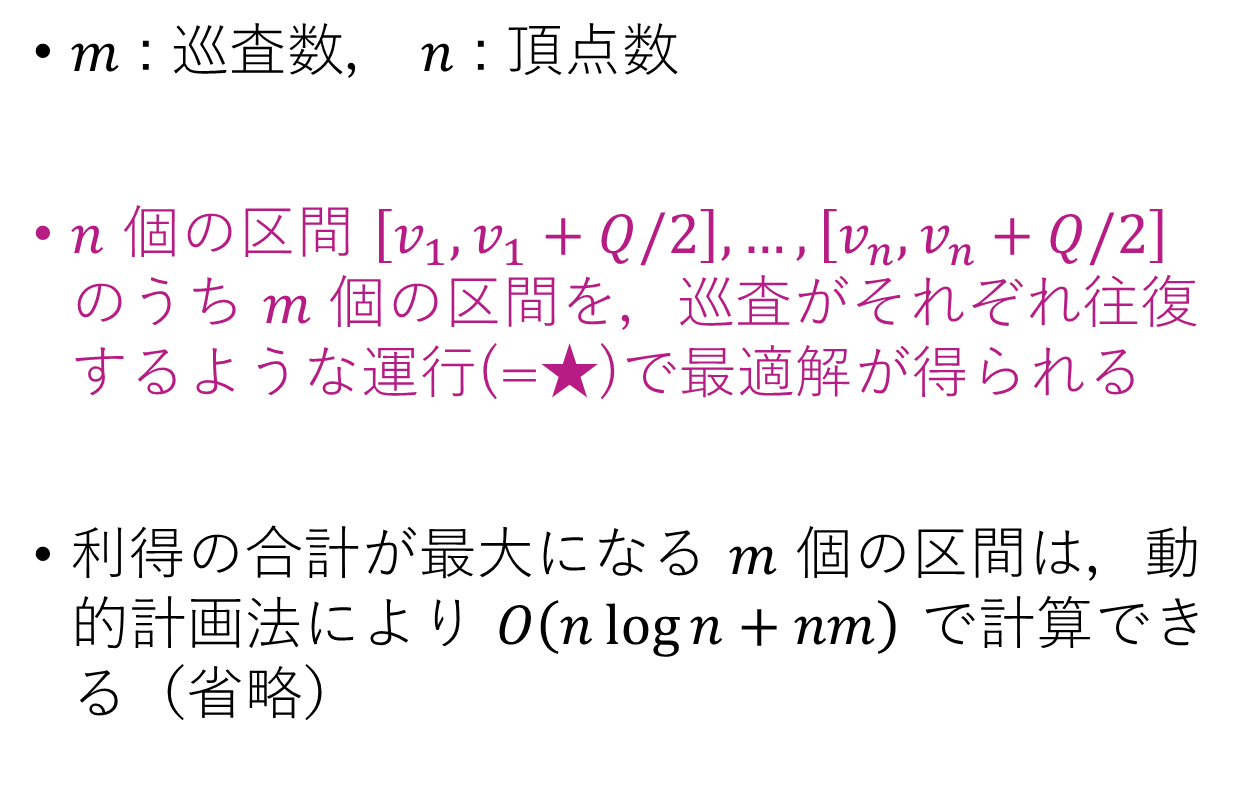 • m : 巡査数, n : 頂点数
• n 個の区間 [v₁, v₁ + Q/2], … , [vₙ, vₙ + Q/2]
のうち m 個の区間を, 巡査がそれぞれ往復
するような運行(=★)で最適解が得られる
• 利得の合計が最大になる m 個の区間は, 動
的計画法により O(n log n + nm) で計算でき
る（省略）